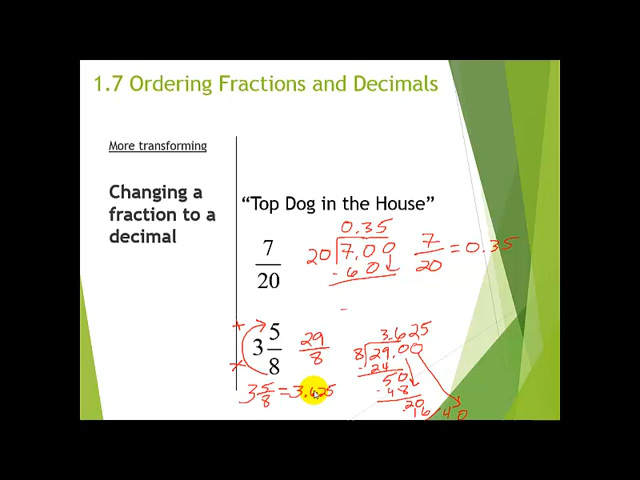 1.7 Ordering Fractions and Decimals
More transforming
Changing a
fraction to a
decimal
"Top Dog in the House"
7/20
0.35
20 7.00
- 60
7/20 = 0.35
3 5/8
+
×
29/8
3.625
8 29.00
- 24
50
- 48
20
- 16
40
3 5/8 = 3.625